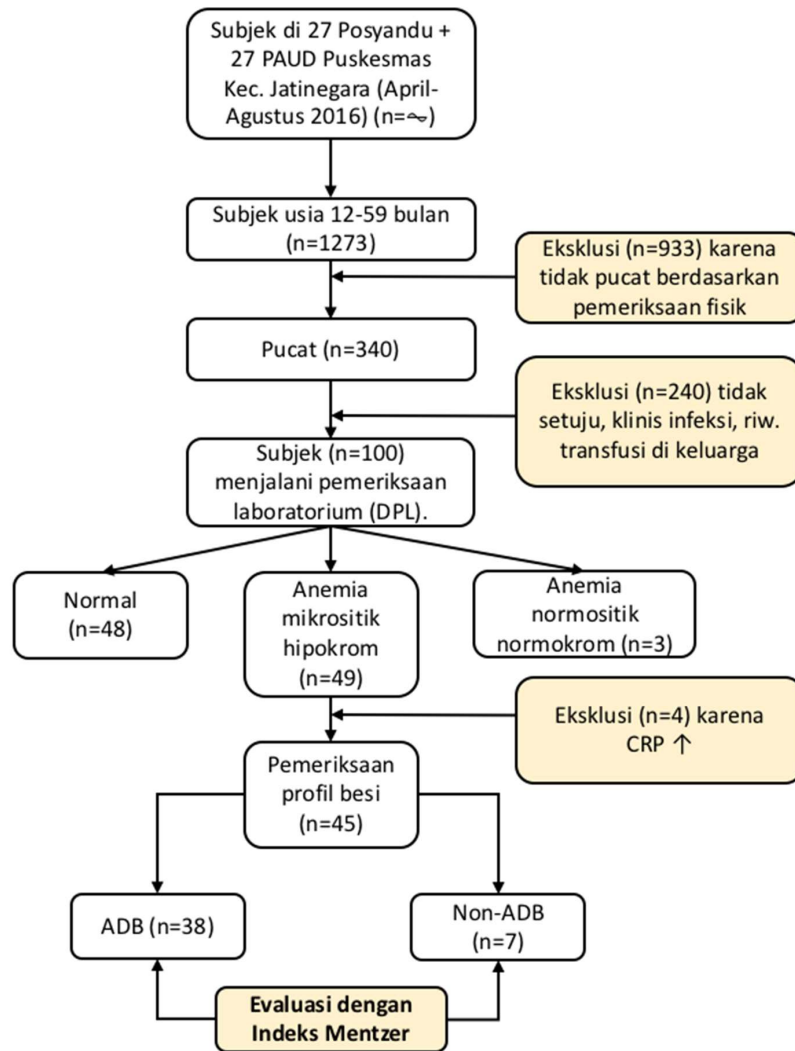 Subjek di 27 Posyandu +
27 PAUD Puskesmas
Kec. Jatinegara (April-
Agustus 2016) (n=~)
Subjek usia 12-59 bulan
(n=1273)
Eksklusi (n=933) karena
tidak pucat berdasarkan
pemeriksaan fisik
Pucat (n=340)
Eksklusi (n=240) tidak
setuju, klinis infeksi, riw.
transfusi di keluarga
Subjek (n=100)
menjalani pemeriksaan
laboratorium (DPL).
Normal
(n=48)
Anemia
mikrositik
hipokrom
(n=49)
Anemia
normositik
normokrom (n=3)
Eksklusi (n=4) karena
CRP ↑
Pemeriksaan
profil besi
(n=45)
ADB (n=38)
Non-ADB
(n=7)
Evaluasi dengan
Indeks Mentzer